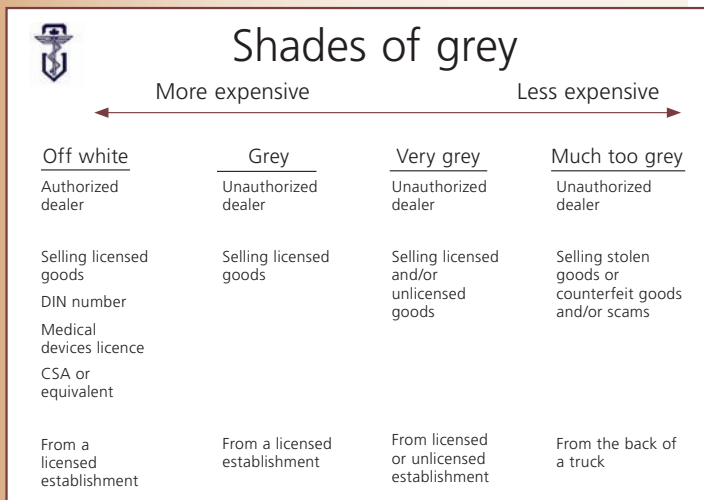 Shades of grey
More expensive
Less expensive
Off white
Authorized
dealer
Selling licensed
goods
DIN number
Medical
devices licence
CSA or
equivalent
From a
licensed
establishment
Grey
Unauthorized
dealer
Selling licensed
goods
From a licensed
establishment
Very grey
Unauthorized
dealer
Selling licensed
and/or
unlicensed
goods
From licensed
or unlicensed
establishment
Much too grey
Unauthorized
dealer
Selling stolen
goods or
counterfeit goods
and/or scams
From the back of
a truck